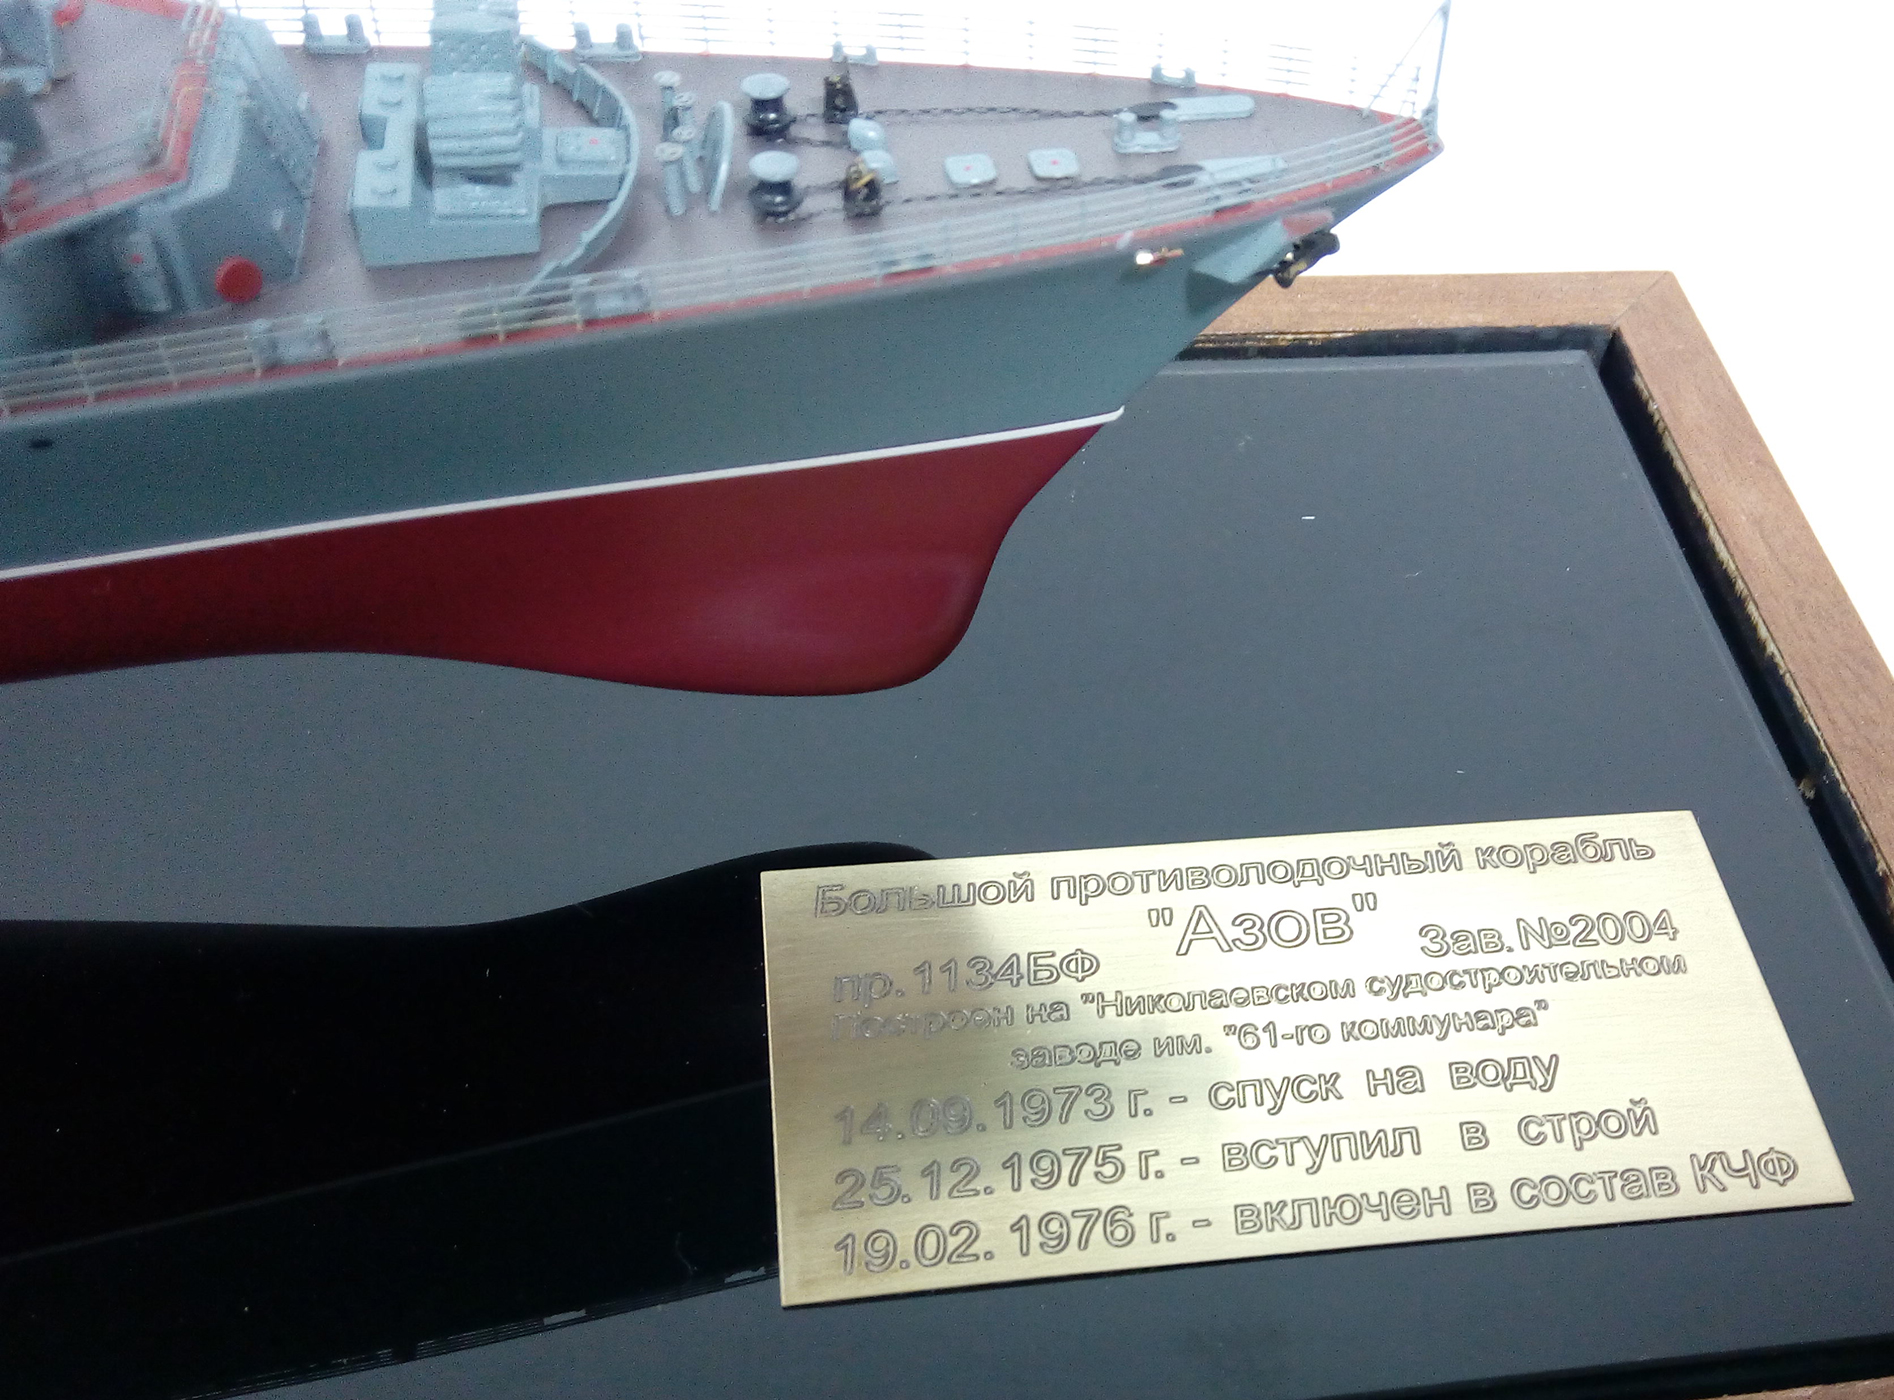 Большой противолодочный корабль
"Азов"
пр.1134БФ Зав.№2004
Построен на "Николаевском судостроительном
заводе им. "61-го коммунара"
14.09.1973 г. - спуск на воду
25.12.1975 г. - вступил в строй
19.02.1976 г. - включен в состав КЧФ